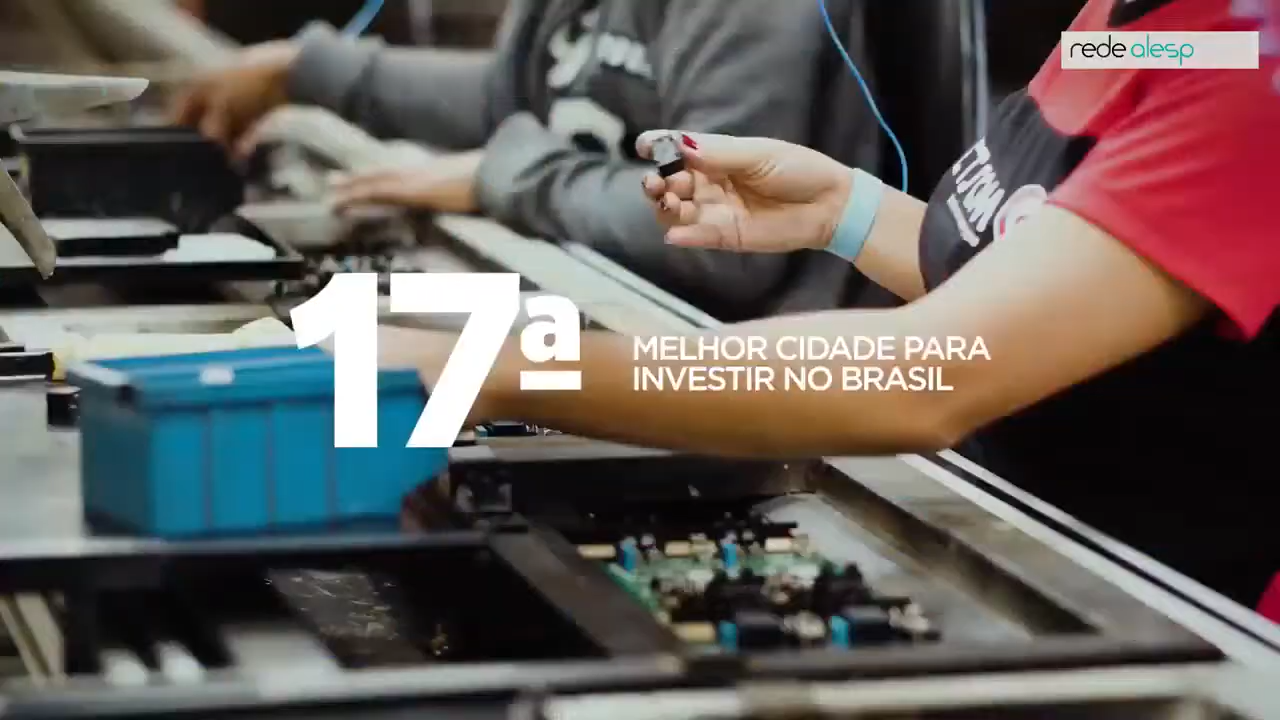 rede alesp
17ª
MELHOR CIDADE PARA
INVESTIR NO BRASIL